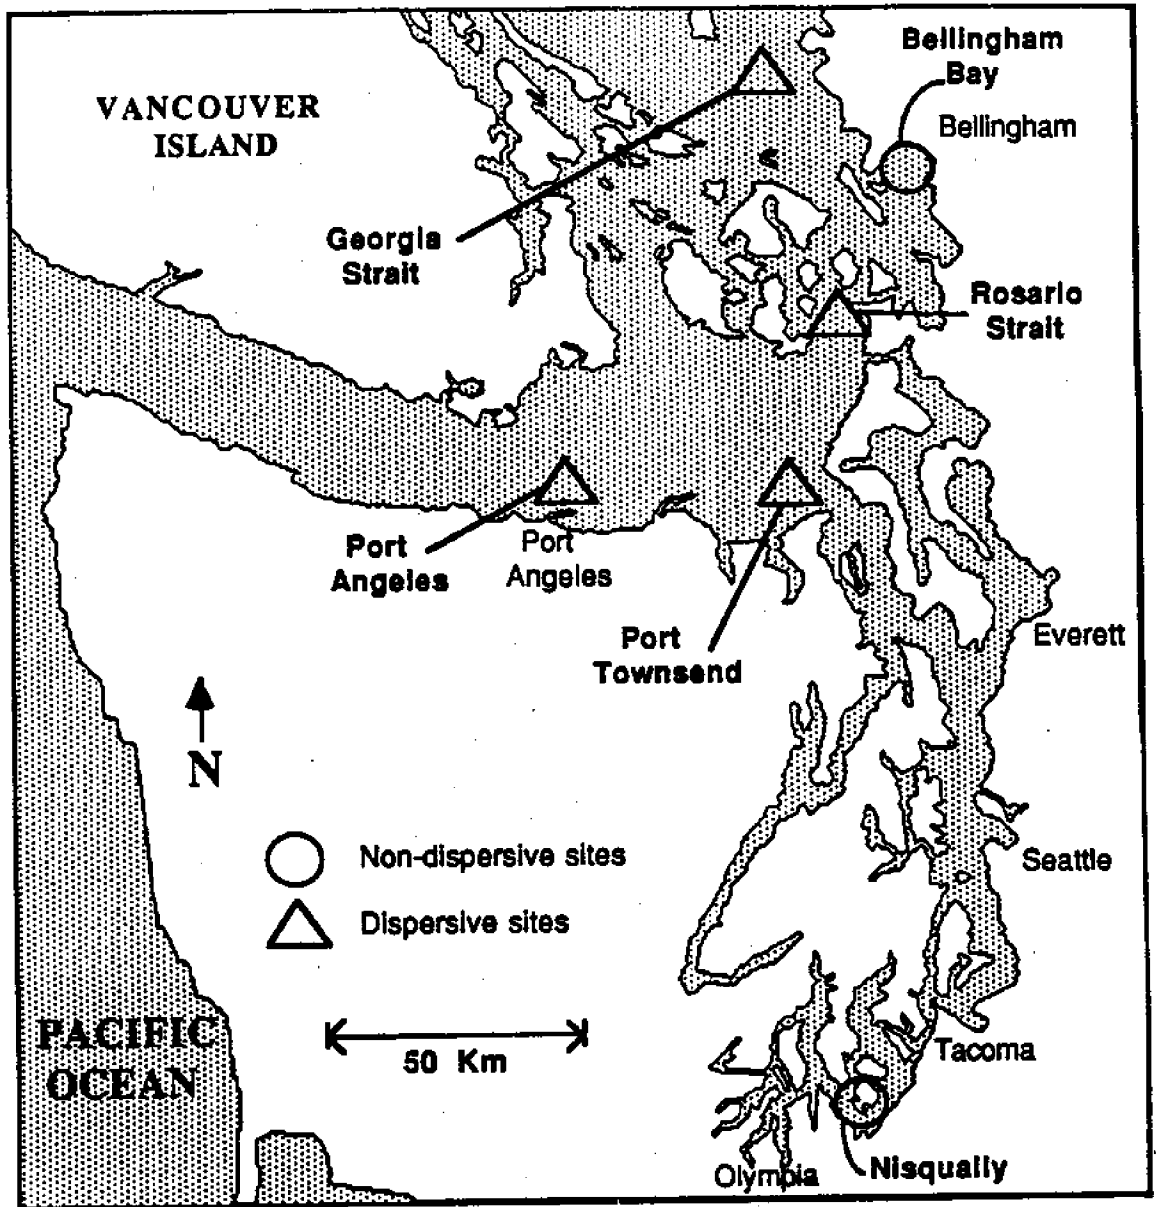 Bellingham
Bay
VANCOUVER
ISLAND
Bellingham
Georgia
Strait
Rosario
Strait
Port
Angeles
Port
Angeles
Port
Townsend
Everett
N
Non-dispersive sites
Seattle
Dispersive sites
PACIFIC
OCEAN
50 Km
Tacoma
Olympia
Nisqually